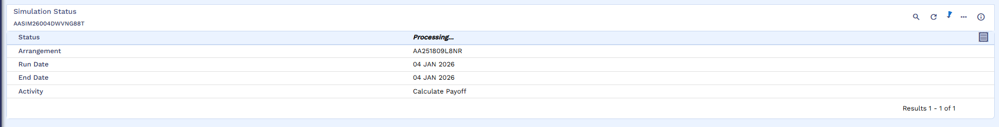 Simulation Status
AASIM26004DWVNG88T
Status Processing...
Arrangement AA251809L8NR
Run Date 04 JAN 2026
End Date 04 JAN 2026
Activity Calculate Payoff
Results 1 - 1 of 1